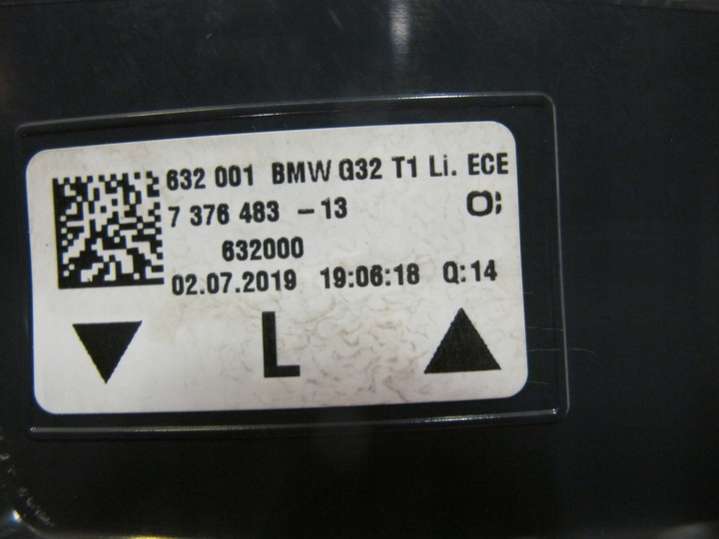 632 001 BMW G32 T1 Li. ECE
7 376 483 -13 O;
632000
02.07.2019 19:06:18 Q:14
L